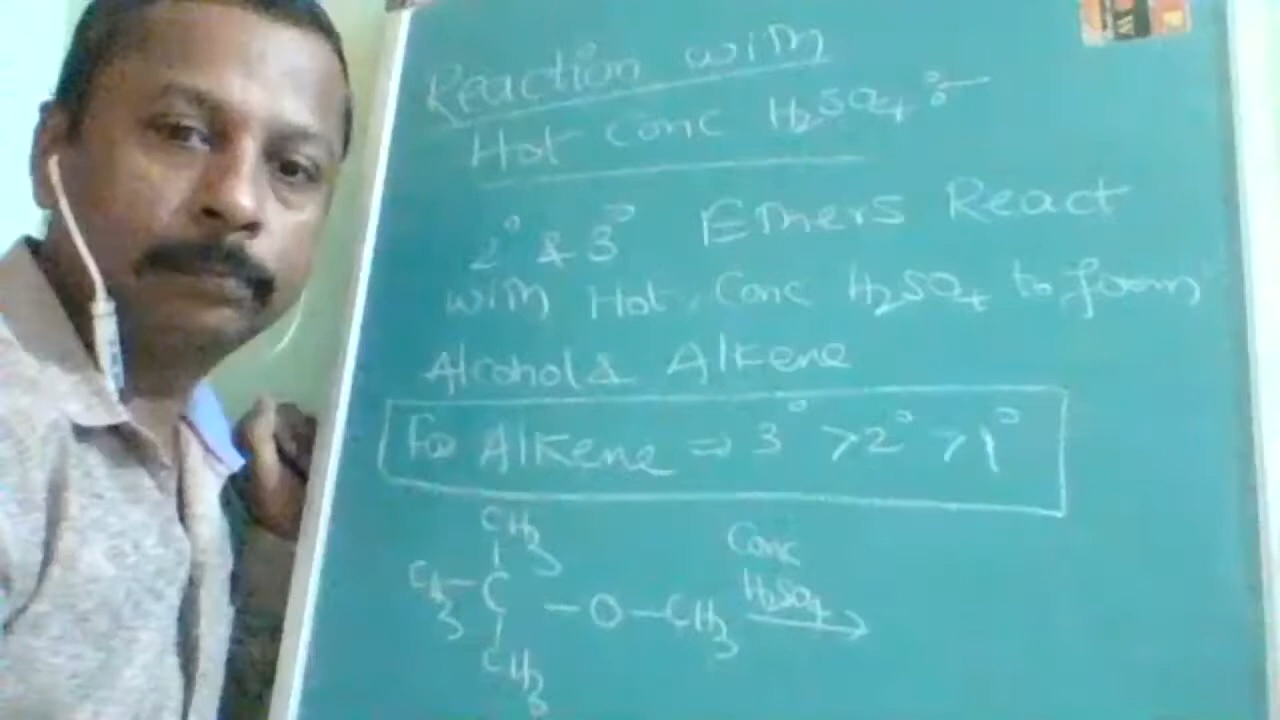 Reaction with
Hot Conc H₂SO₄ :-
2° & 3° Ethers React
with Hot, Conc H₂SO₄ to form
Alcohol & Alkene
For Alkene ⇒ 3° > 2° > 1°
CH₃
CH₃ - C - O - CH₃
Conc
H₂SO₄
CH₃